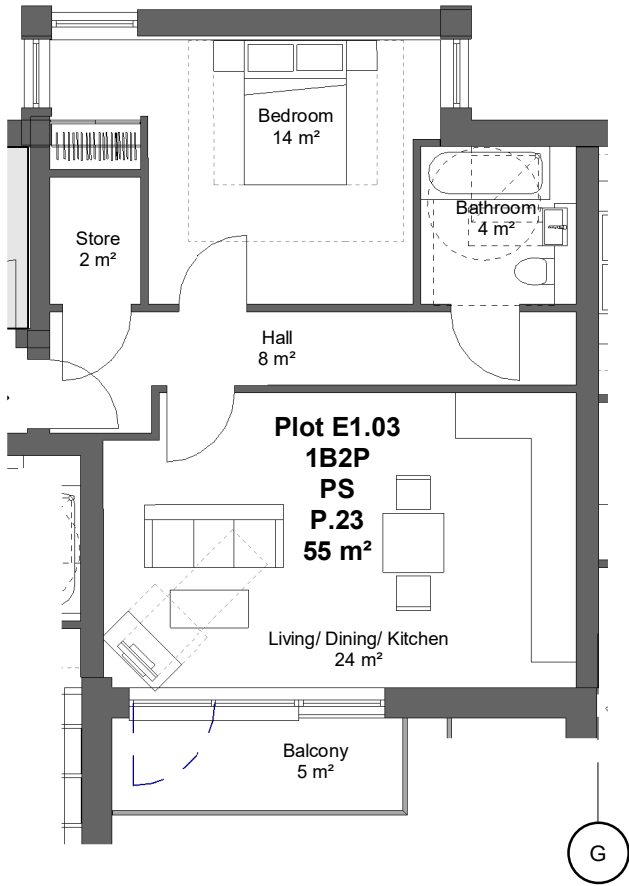 Bedroom
14 m²
Bathroom
4 m²
Store
2 m²
Hall
8 m²
Plot E1.03
1B2P
PS
P.23
55 m²
Living/ Dining/ Kitchen
24 m²
Balcony
5 m²
G